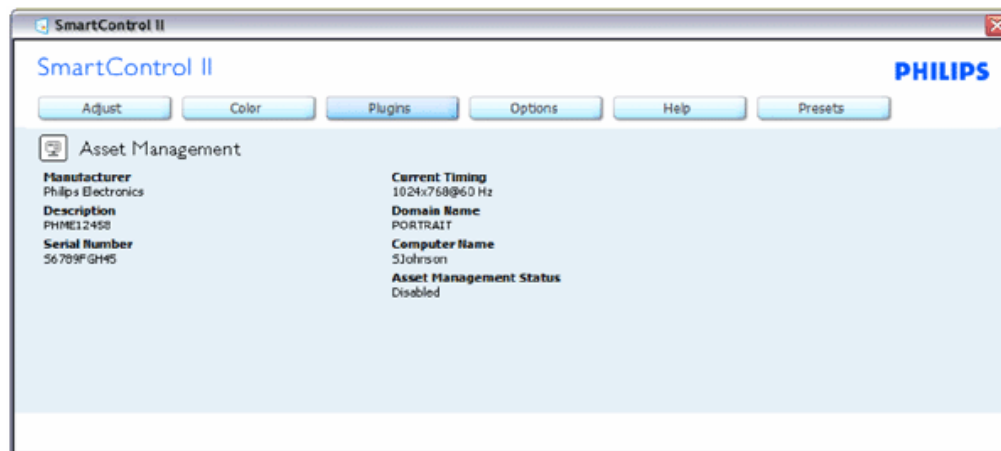 SmartControl II
SmartControl II
PHILIPS
Adjust Color Plugins Options Help Presets
Asset Management
Manufacturer
Philips Electronics
Description
PHME12458
Serial Number
S6789FGH45
Current Timing
1024x768@60 Hz
Domain Name
PORTRAIT
Computer Name
SJohnson
Asset Management Status
Disabled